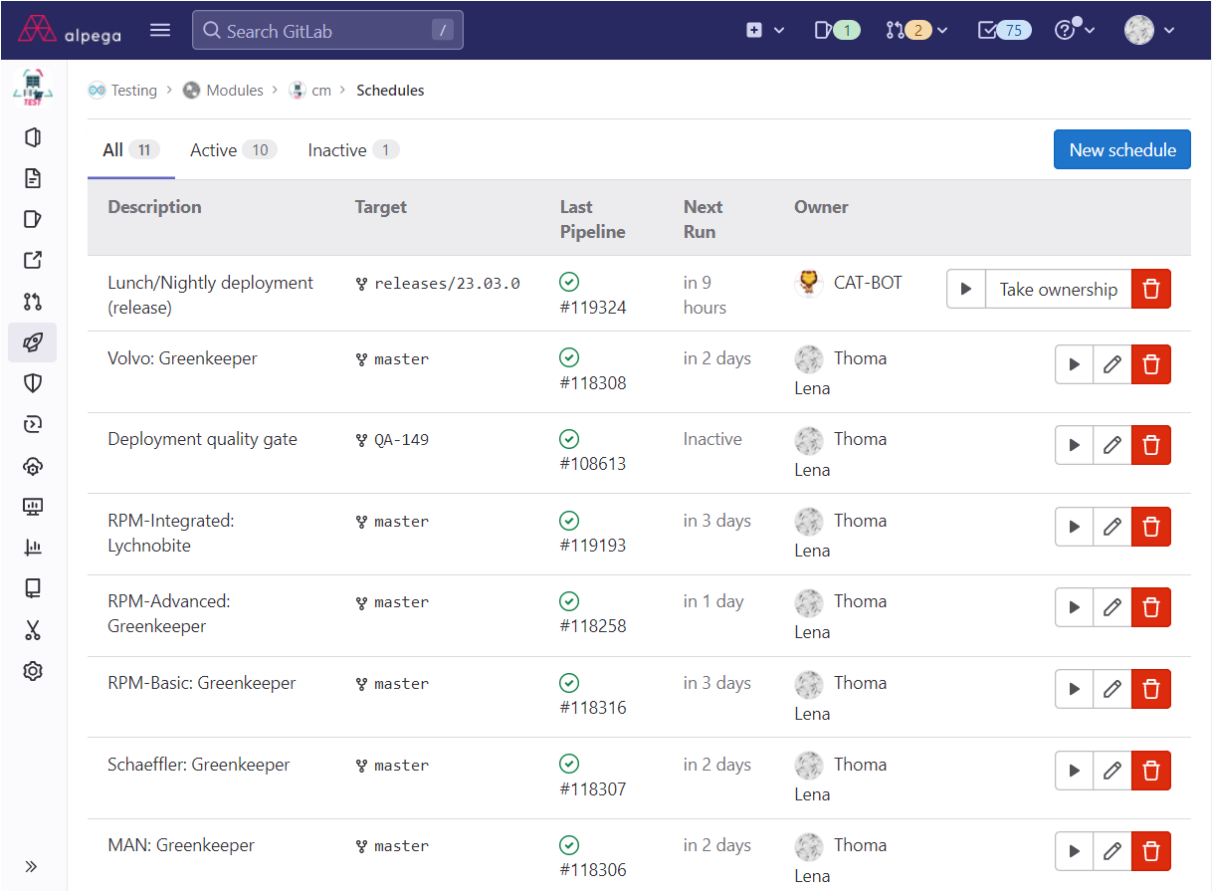 alpega
Search GitLab /
1 2 75
TEST
Testing > Modules > cm > Schedules
All 11 Active 10 Inactive 1 New schedule
Description Target Last Pipeline Next Run Owner
Lunch/Nightly deployment (release) releases/23.03.0 #119324 in 9 hours CAT-BOT Take ownership
Volvo: Greenkeeper master #118308 in 2 days Thoma Lena
Deployment quality gate QA-149 #108613 Inactive Thoma Lena
RPM-Integrated: Lychnobite master #119193 in 3 days Thoma Lena
RPM-Advanced: Greenkeeper master #118258 in 1 day Thoma Lena
RPM-Basic: Greenkeeper master #118316 in 3 days Thoma Lena
Schaeffler: Greenkeeper master #118307 in 2 days Thoma Lena
MAN: Greenkeeper master #118306 in 2 days Thoma Lena